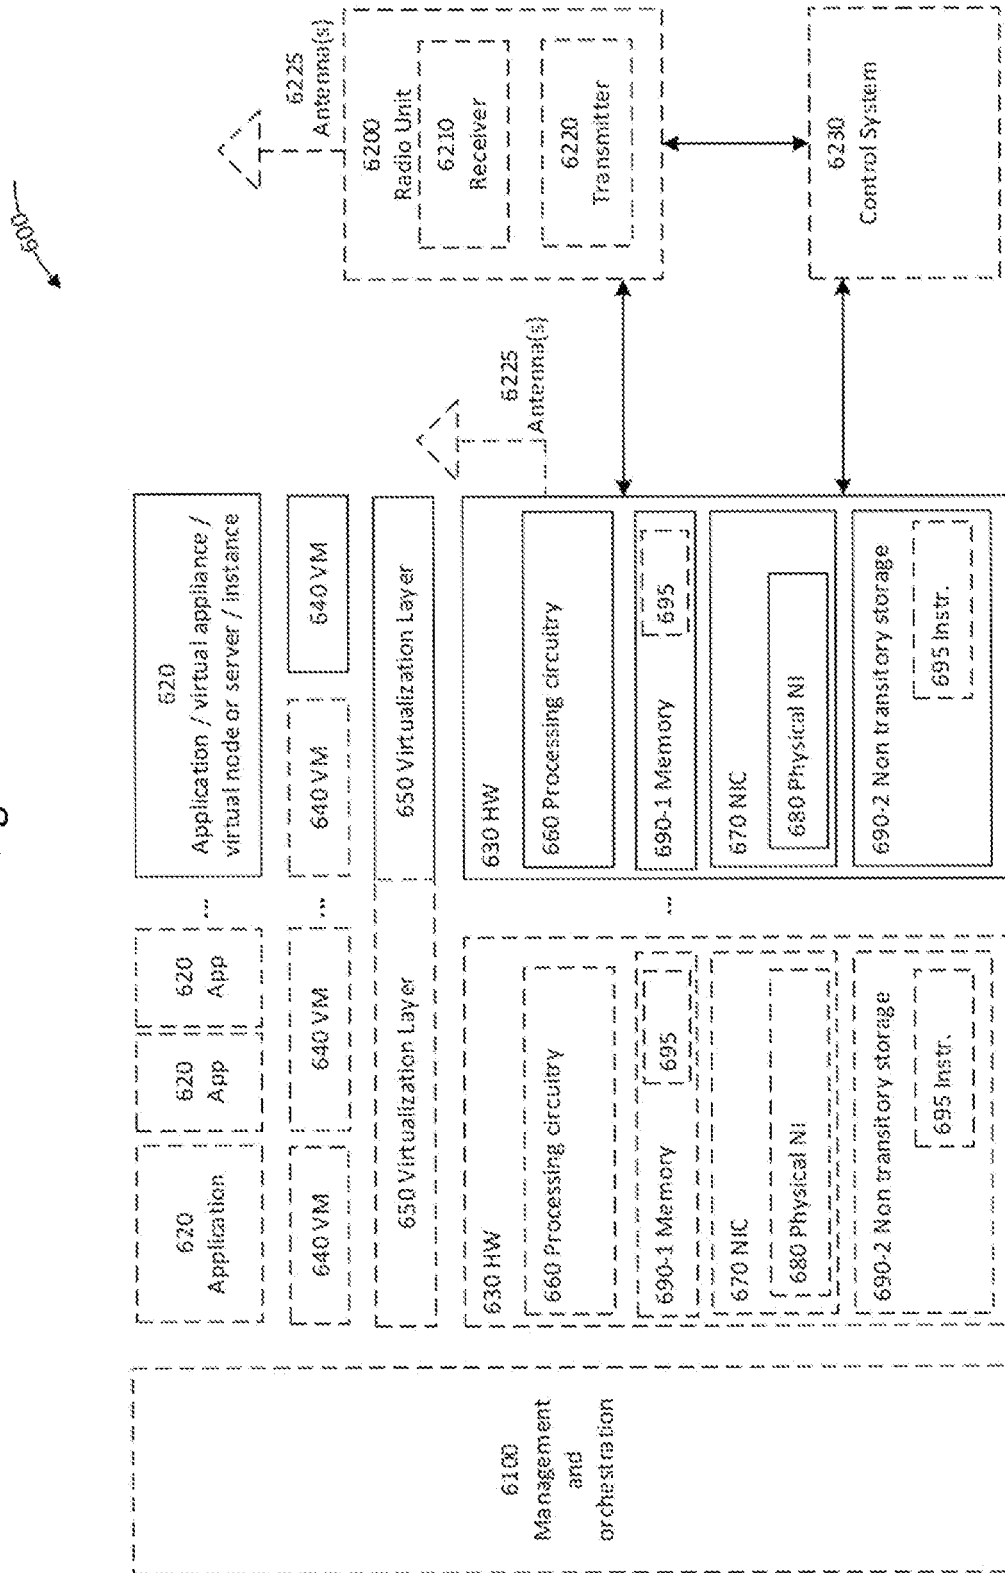 600
6225
Antenna(s)
6200
Radio Unit
6210
Receiver
6220
Transmitter
6230
Control System
6225
Antenna(s)
620
Application
620
App
620
App
...
620
Application / virtual appliance /
virtual node or server / instance
640 VM
640 VM
...
640 VM
640 VM
650 Virtualization Layer
650 Virtualization Layer
630 HW
660 Processing circuitry
690-1 Memory
695
670 NIC
680 Physical NI
690-2 Non transitory storage
695 Instr.
...
630 HW
660 Processing circuitry
690-1 Memory
695
670 NIC
680 Physical NI
690-2 Non transitory storage
695 Instr.
6100
Management
and
orchestration